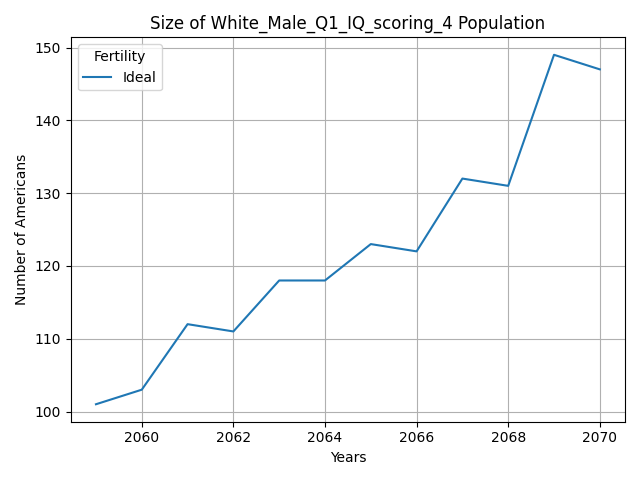 Size of White_Male_Q1_IQ_scoring_4 Population
Fertility
Ideal
Number of Americans
150
140
130
120
110
100
2060 2062 2064 2066 2068 2070
Years